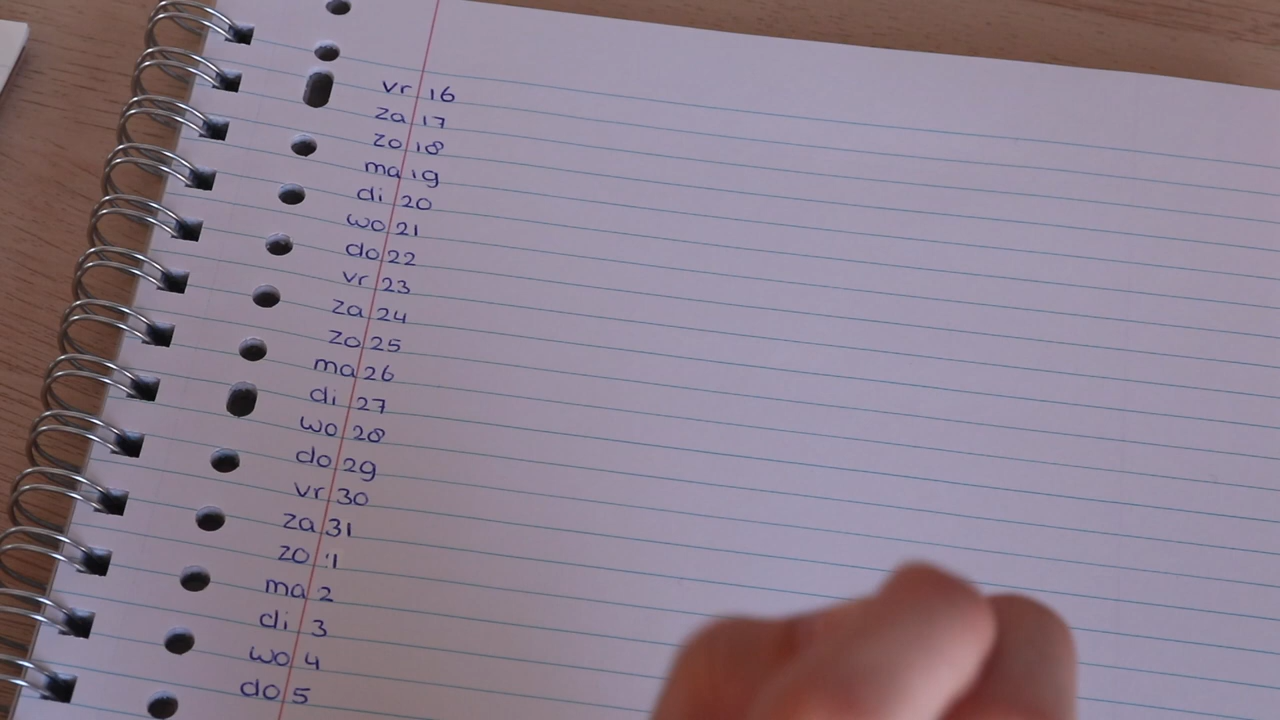 vr 16
za 17
zo 18
ma 19
di 20
wo 21
do 22
vr 23
za 24
zo 25
ma 26
di 27
wo 28
do 29
vr 30
za 31
zo 1
ma 2
di 3
wo 4
do 5